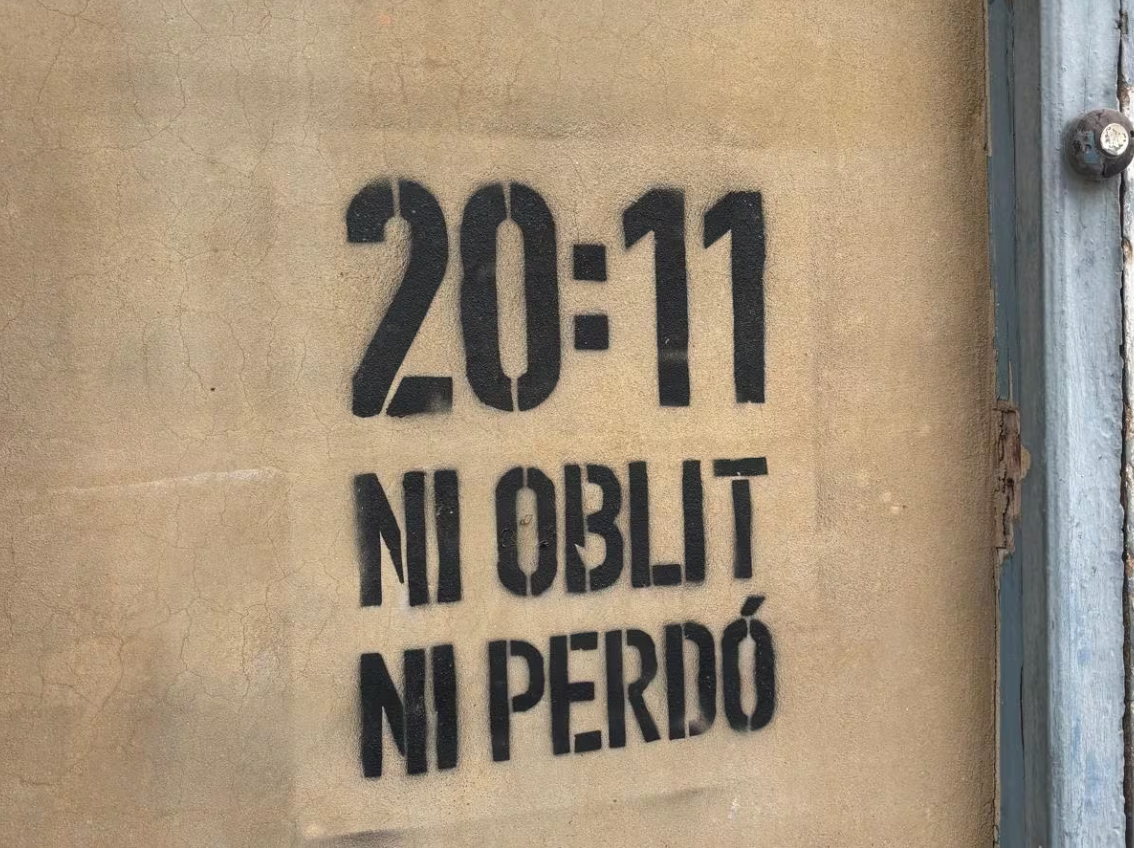 20:11
NI OBLIT
NI PERDÓ